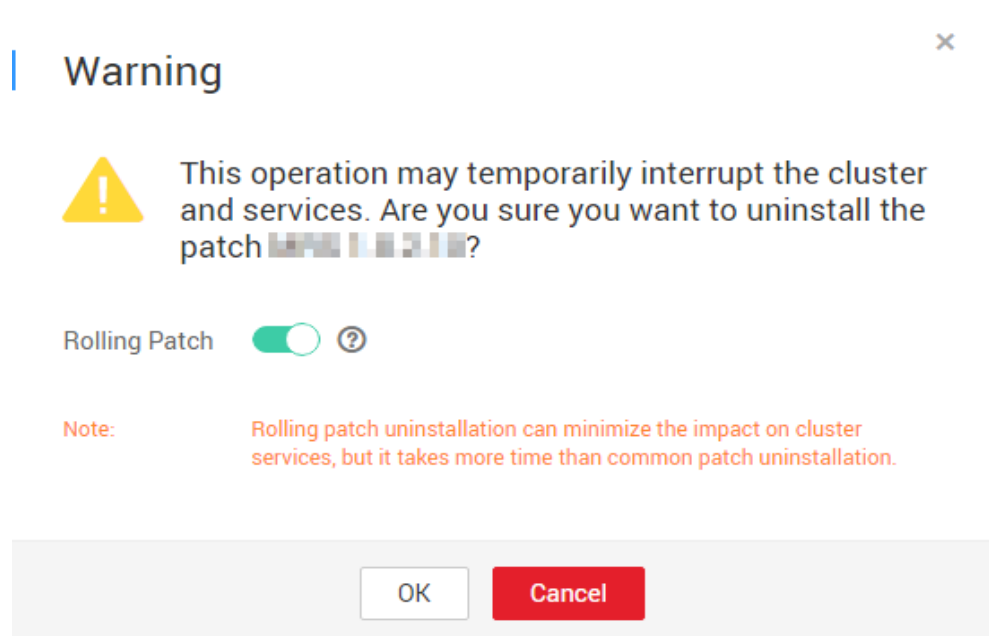 Warning
This operation may temporarily interrupt the cluster
and services. Are you sure you want to uninstall the
patch ?
Rolling Patch
Note: Rolling patch uninstallation can minimize the impact on cluster
services, but it takes more time than common patch uninstallation.
OK Cancel